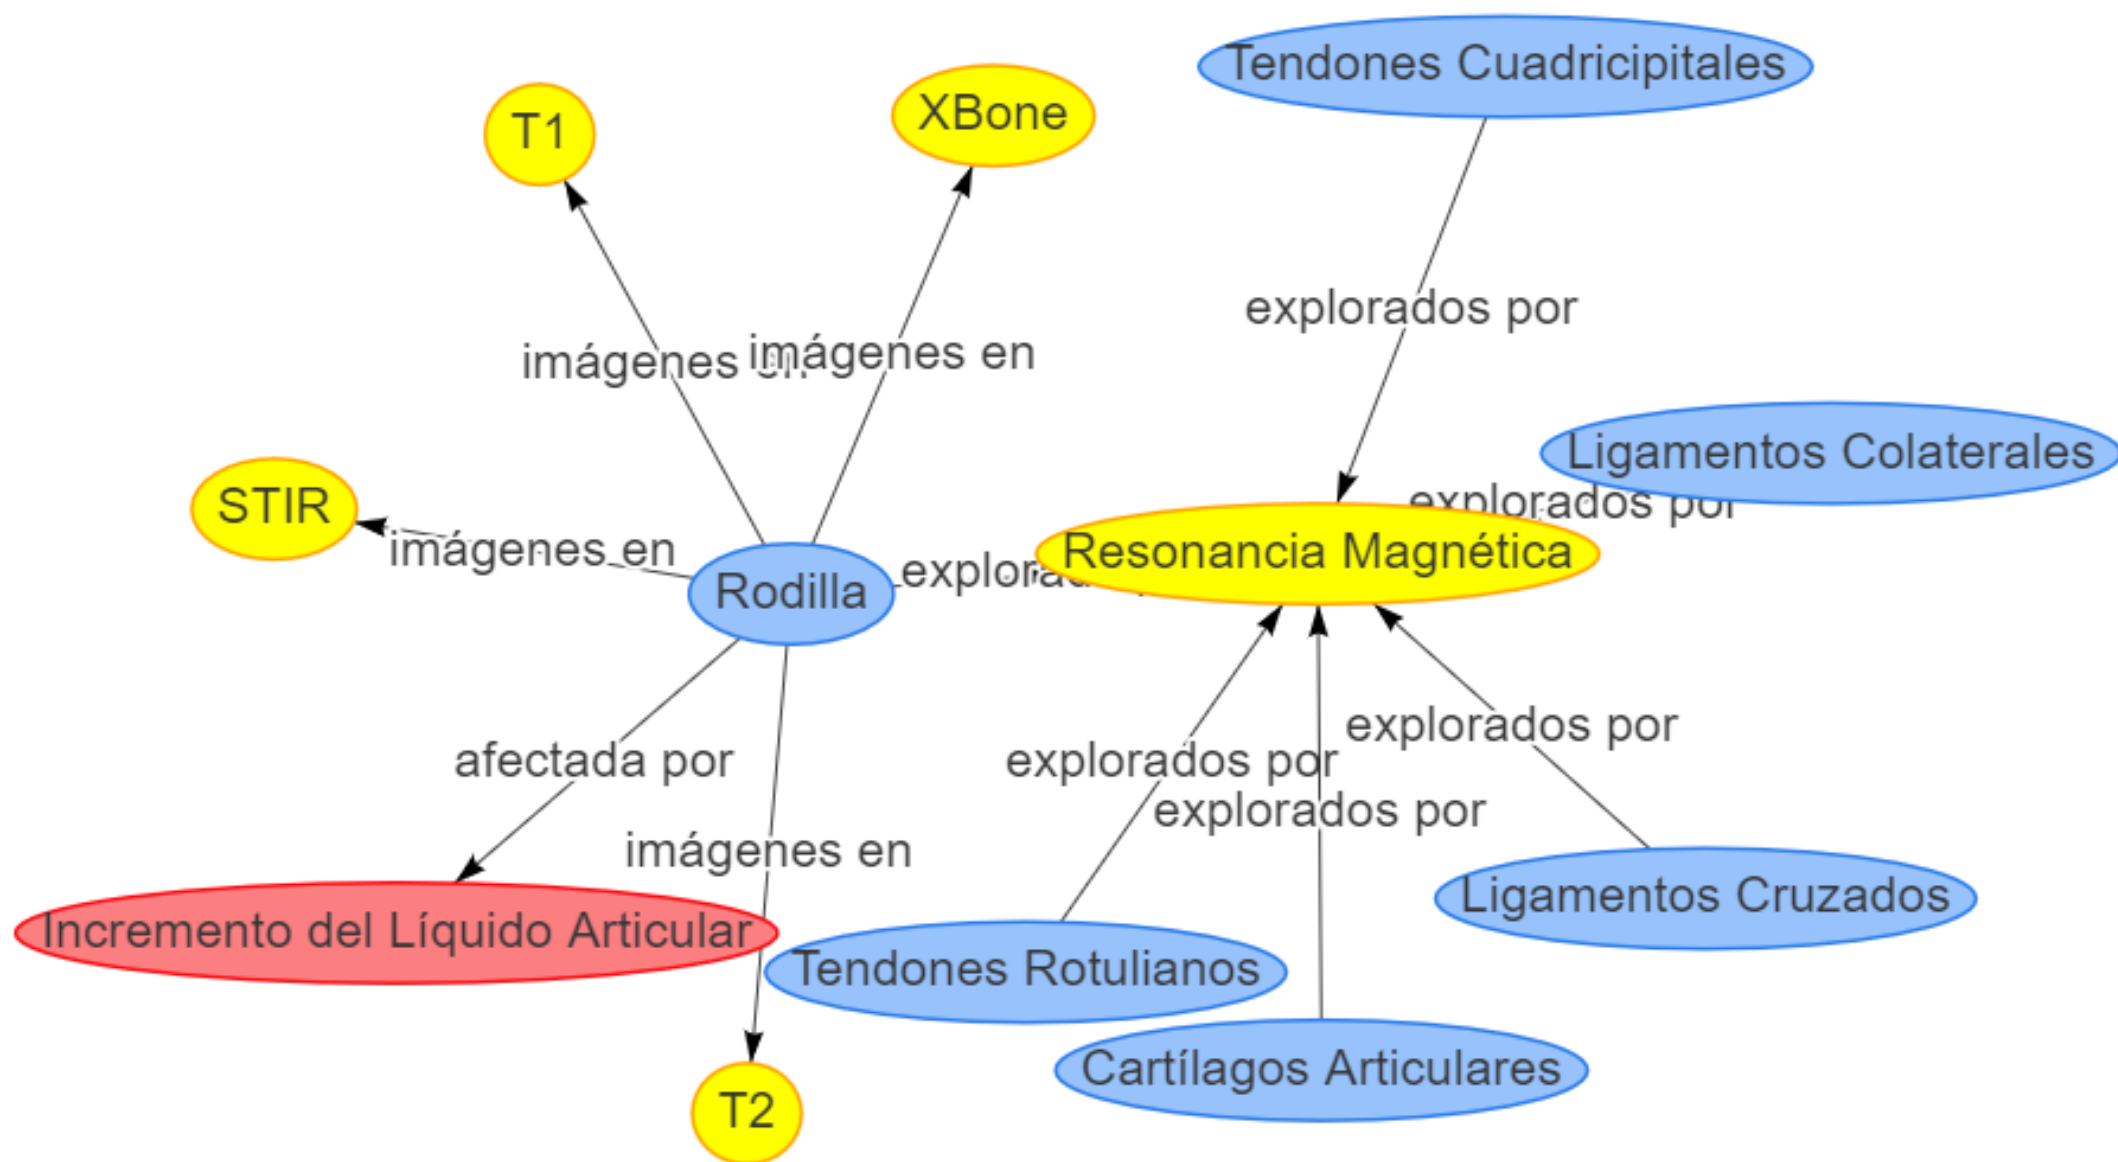 Tendones Cuadricipitales
XBone
T1
explorados por
imágenes en
imágenes
Ligamentos Colaterales
explorados por
STIR
imágenes en
Resonancia Magnética
Rodilla
afectada por
explorados por
explorados por
explorados por
imágenes en
Ligamentos Cruzados
Incremento del Líquido Articular
Tendones Rotulianos
Cartílagos Articulares
T2